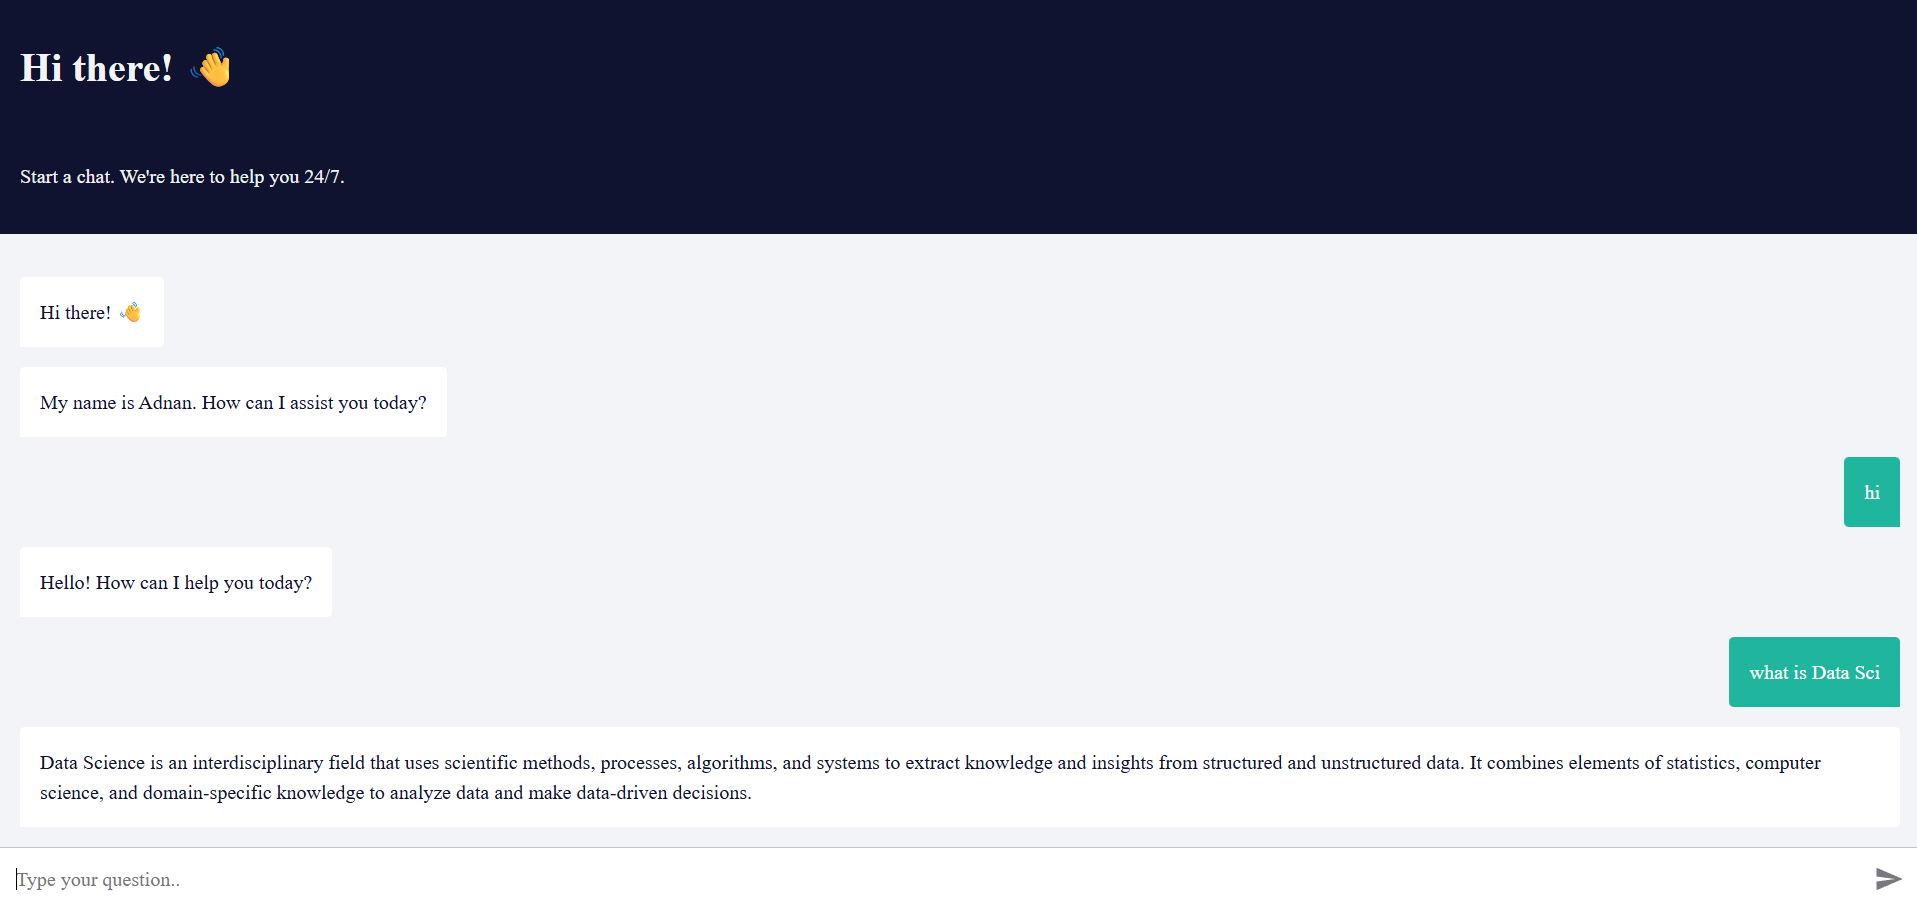 Hi there! 👋
Start a chat. We're here to help you 24/7.
Hi there! 👋
My name is Adnan. How can I assist you today?
hi
Hello! How can I help you today?
what is Data Sci
Data Science is an interdisciplinary field that uses scientific methods, processes, algorithms, and systems to extract knowledge and insights from structured and unstructured data. It combines elements of statistics, computer
science, and domain-specific knowledge to analyze data and make data-driven decisions.
Type your question..